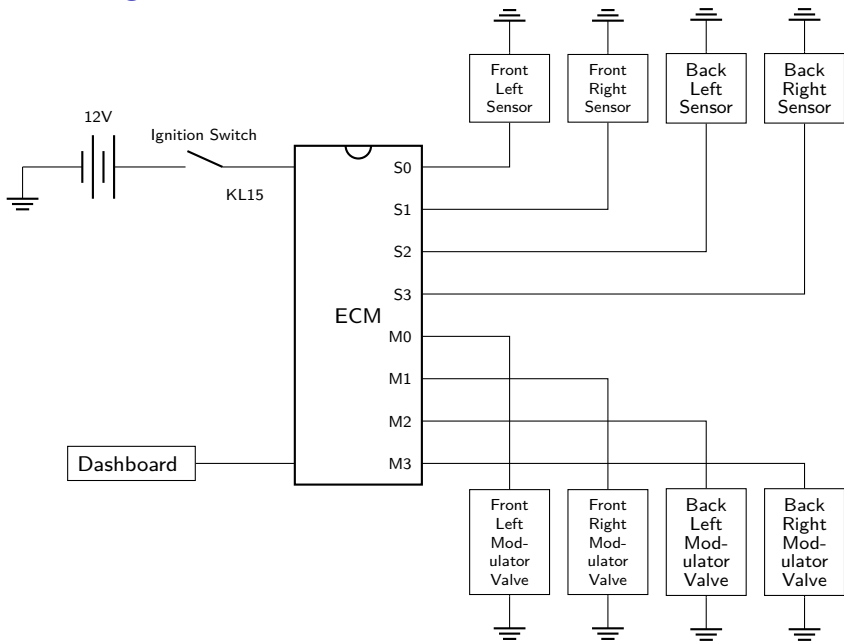 Front
Left
Sensor
Front
Right
Sensor
Back
Left
Sensor
Back
Right
Sensor
12V
Ignition Switch
KL15
S0
S1
S2
S3
ECM
M0
M1
M2
M3
Dashboard
Front
Left
Mod-
ulator
Valve
Front
Right
Mod-
ulator
Valve
Back
Left
Mod-
ulator
Valve
Back
Right
Mod-
ulator
Valve